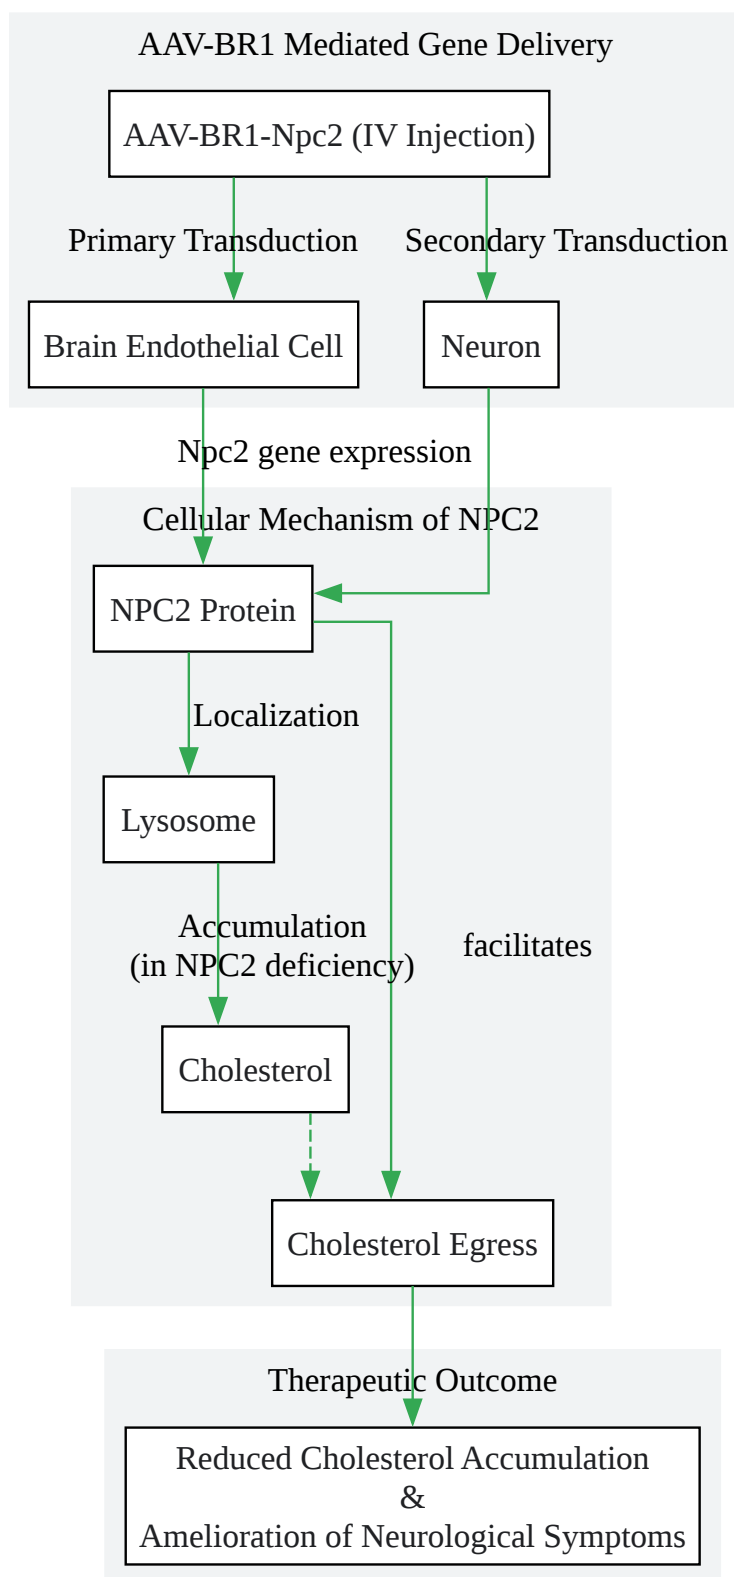 AAV-BR1 Mediated Gene Delivery
AAV-BR1-Npc2 (IV Injection)
Primary Transduction
Secondary Transduction
Brain Endothelial Cell
Neuron
Npc2 gene expression
Cellular Mechanism of NPC2
NPC2 Protein
Localization
Lysosome
Accumulation
(in NPC2 deficiency)
facilitates
Cholesterol
Cholesterol Egress
Therapeutic Outcome
Reduced Cholesterol Accumulation
&
Amelioration of Neurological Symptoms